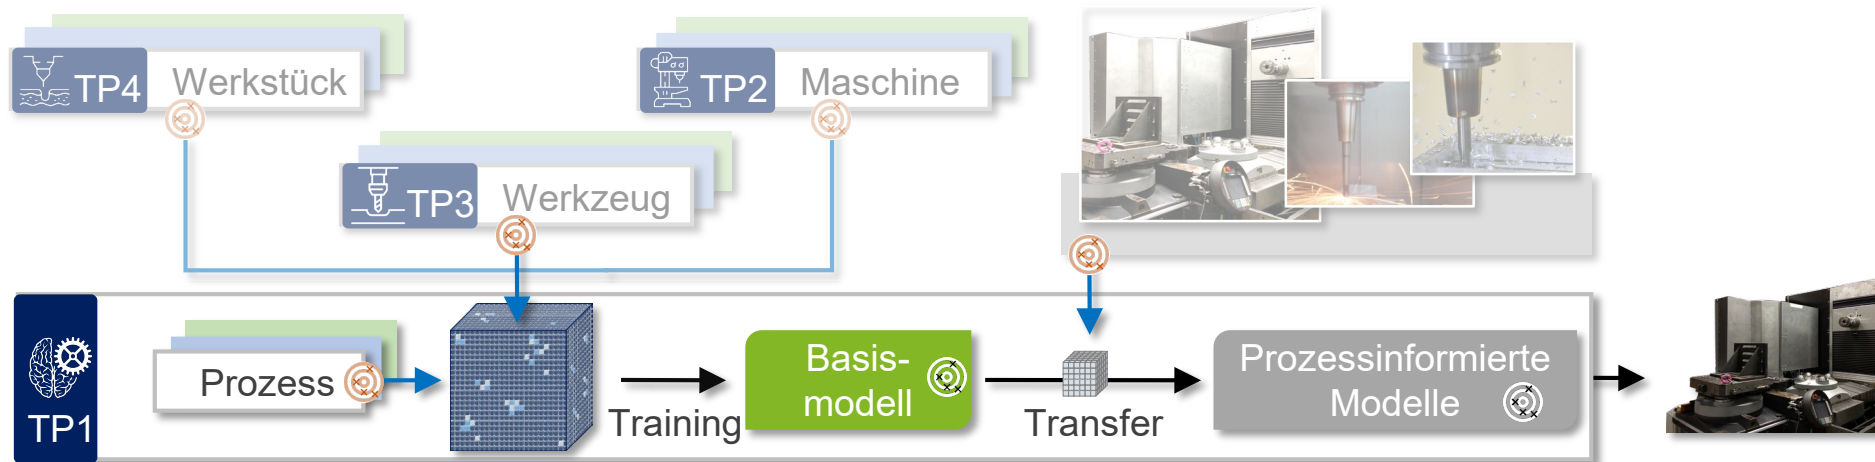 TP4 Werkstück
TP2 Maschine
TP3 Werkzeug
TP1
Prozess
Training
Basis-
modell
Transfer
Prozessinformierte
Modelle